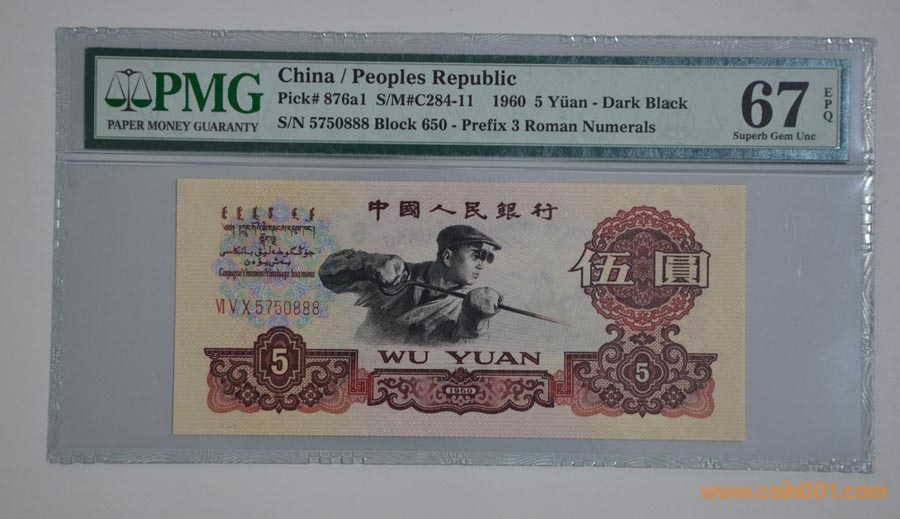 PMG
PAPER MONEY GUARANTY
China / Peoples Republic
Pick# 876a1 S/M#C284-11 1960 5 Yüan - Dark Black
S/N 5750888 Block 650 - Prefix 3 Roman Numerals
67
EPQ
Superb Gem Unc
中國人民銀行
ⅥⅤⅩ5750888
伍圓
5
WU YUAN
1960
5
www.coin001.com